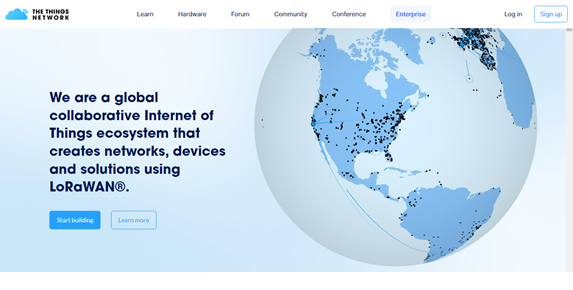 THE THINGS
NETWORK
Learn Hardware Forum Community Conference Enterprise Log in Sign up
We are a global
collaborative Internet of
Things ecosystem that
creates networks, devices
and solutions using
LoRaWAN®.
Start building Learn more